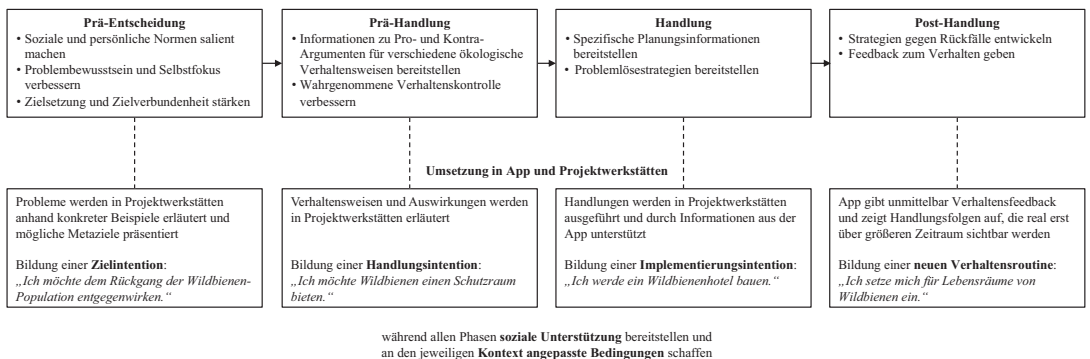 Prä-Entscheidung
• Soziale und persönliche Normen salient
machen
• Problembewusstsein und Selbstfokus
verbessern
• Zielsetzung und Zielverbundenheit stärken
Prä-Handlung
• Informationen zu Pro- und Kontra-
Argumenten für verschiedene ökologische
Verhaltensweisen bereitstellen
• Wahrgenommene Verhaltenskontrolle
verbessern
Handlung
• Spezifische Planungsinformationen
bereitstellen
• Problemlösestrategien bereitstellen
Post-Handlung
• Strategien gegen Rückfälle entwickeln
• Feedback zum Verhalten geben
Umsetzung in App und Projektwerkstätten
Probleme werden in Projektwerkstätten
anhand konkreter Beispiele erläutert und
mögliche Metaziele präsentiert
Bildung einer Zielintention:
„Ich möchte dem Rückgang der Wildbienen-
Population entgegenwirken.“
Verhaltensweisen und Auswirkungen werden
in Projektwerkstätten erläutert
Bildung einer Handlungsintention:
„Ich möchte Wildbienen einen Schutzraum
bieten.“
Handlungen werden in Projektwerkstätten
ausgeführt und durch Informationen aus der
App unterstützt
Bildung einer Implementierungsintention:
„Ich werde ein Wildbienenhotel bauen.“
App gibt unmittelbar Verhaltensfeedback
und zeigt Handlungsfolgen auf, die real erst
über größeren Zeitraum sichtbar werden
Bildung einer neuen Verhaltensroutine:
„Ich setze mich für Lebensräume von
Wildbienen ein.“
während allen Phasen soziale Unterstützung bereitstellen und
an den jeweiligen Kontext angepasste Bedingungen schaffen